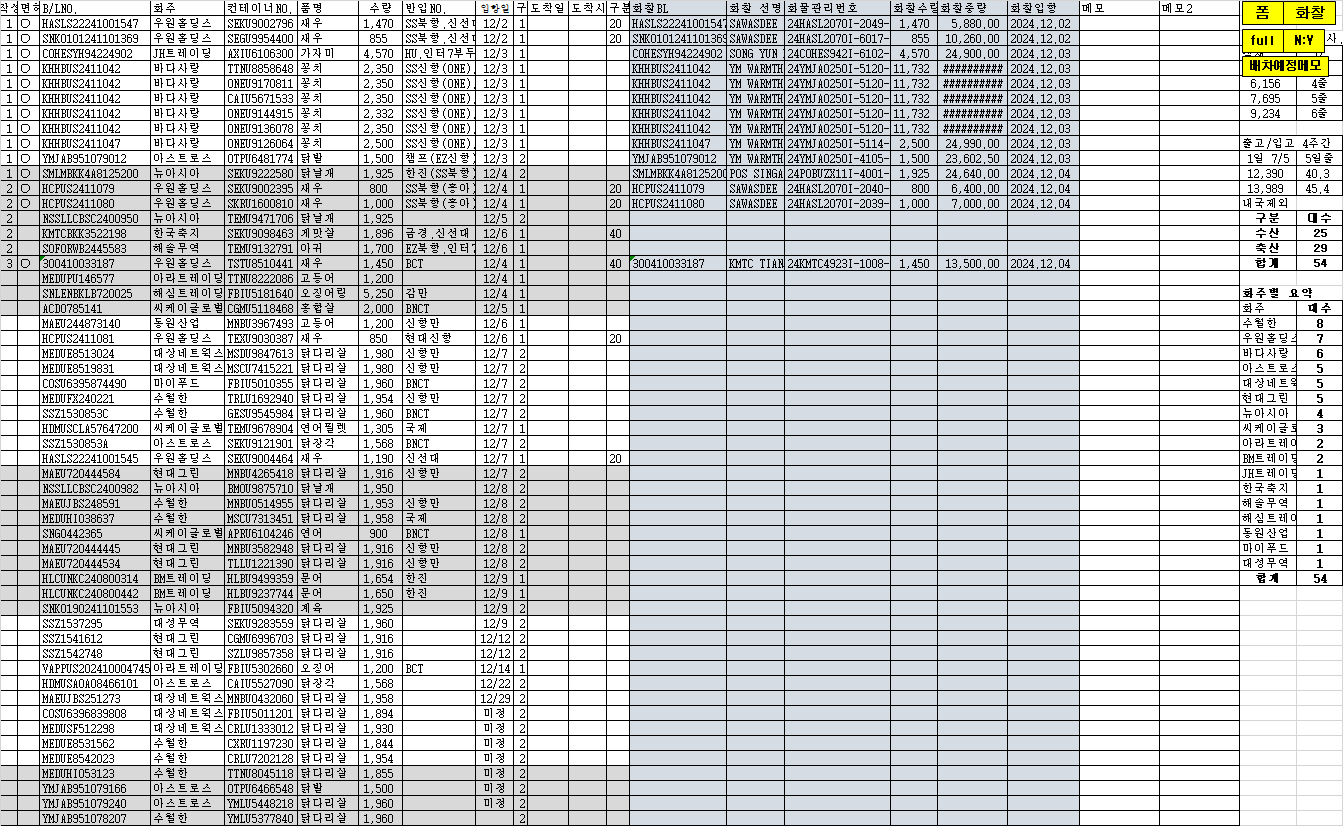 작성 면허 B/LNO. 화주 컨테이너NO. 품명 수량 반입NO. 입항일 구 도착일 도착시 구분 화찰BL 화찰 선명 화물관리번호 화찰수량 화찰중량 화찰입항 메모 메모2 폼 화찰
1 O HASLS22241001547 우원홀딩스 SEKU9002796 새우 1,470 SS북항,신선대 12/2 1 20 HASLS22241001547 SAWASDEE 24HASL2070I-2049- 1,470 5,880.00 2024.12.02
1 O SNKO101241101369 우원홀딩스 SEGU9954400 새우 855 SS북항,신선대 12/2 1 20 SNKO101241101369 SAWASDEE 24HASL2070I-6017- 855 10,260.00 2024.12.02 full N:Y
1 O COHESYH94224902 JH트레이딩 AXIU6106300 가자미 4,570 HU,인터7부두 12/3 1 COHESYH94224902 SONG YUN 24COHES942I-6102- 4,570 24,900.00 2024.12.03
1 O KHHBUS2411042 바다사랑 TTNU8858648 꽁치 2,350 SS신항(ONE), 12/3 1 KHHBUS2411042 YM WARMTH 24YMJA0250I-5120- 11,732 ########## 2024.12.03 배차예정메모
1 O KHHBUS2411042 바다사랑 ONEU9170811 꽁치 2,350 SS신항(ONE), 12/3 1 KHHBUS2411042 YM WARMTH 24YMJA0250I-5120- 11,732 ########## 2024.12.03 6,156 4줄
1 O KHHBUS2411042 바다사랑 CAIU5671533 꽁치 2,350 SS신항(ONE), 12/3 1 KHHBUS2411042 YM WARMTH 24YMJA0250I-5120- 11,732 ########## 2024.12.03 7,695 5줄
1 O KHHBUS2411042 바다사랑 ONEU9144915 꽁치 2,332 SS신항(ONE), 12/3 1 KHHBUS2411042 YM WARMTH 24YMJA0250I-5120- 11,732 ########## 2024.12.03 9,234 6줄
1 O KHHBUS2411042 바다사랑 ONEU9136078 꽁치 2,350 SS신항(ONE), 12/3 1 KHHBUS2411042 YM WARMTH 24YMJA0250I-5120- 11,732 ########## 2024.12.03
1 O KHHBUS2411047 바다사랑 ONEU9126064 꽁치 2,500 SS신항(ONE), 12/3 1 KHHBUS2411047 YM WARMTH 24YMJA0250I-5114- 2,500 24,990.00 2024.12.03 출고/입고 4주간
1 O YMJAB951079012 아스트로스 OTPU6481774 닭발 1,500 캠프(EZ신항) 12/3 2 YMJAB951079012 YM WARMTH 24YMJA0250I-4105- 1,500 23,602.50 2024.12.03 1일 7/5 5일줄
1 O SMLMBKK4A8125200 뉴아시아 SEKU9222580 닭날개 1,925 한진(SS북항) 12/4 2 SMLMBKK4A8125200 POS SINGA 24POBUZX11I-4001- 1,925 24,640.00 2024.12.04 12,390 40.3
2 O HCPUS2411079 우원홀딩스 SEKU9002395 새우 800 SS북항(홍아) 12/4 1 20 HCPUS2411079 SAWASDEE 24HASL2070I-2040- 800 6,400.00 2024.12.04 13,989 45.4
2 O HCPUS2411080 우원홀딩스 SKRU1600810 새우 1,000 SS북항(홍아) 12/4 1 20 HCPUS2411080 SAWASDEE 24HASL2070I-2039- 1,000 7,000.00 2024.12.04 내국제외
2 NSSLLCBSC2400950 뉴아시아 TEMU9471706 닭날개 1,925 12/5 2 구분 대수
2 KMTCBKK3522198 한국축지 SEKU9098463 게맛살 1,896 금경,신선대 12/6 1 40 수산 25
2 SOFORWB2445583 해솔무역 TEMU9132791 아귀 1,700 EZ북항,인터7 12/6 1 축산 29
3 O 300410033187 우원홀딩스 TSTU8510441 새우 1,450 BCT 12/4 1 40 300410033187 KMTC TIAN 24KMTC4923I-1008- 1,450 13,500.00 2024.12.04 합계 54
MEDUPU146577 아라트레이딩 TTNU8222086 고등어 1,200 12/4 1
SNLENBKLB720025 해심트레이딩 FBIU5181640 오징어링 5,250 감만 12/4 1 화주별 요약
ACD0785141 씨케이글로벌 CGMU5118468 홍합살 2,000 BNCT 12/5 1 화주 대수
MAEU244873140 동원산업 MNBU3967493 고등어 1,200 신항만 12/6 1 수월한 8
HCPUS2411081 우원홀딩스 TEXU9030387 새우 850 현대신항 12/6 1 20 우원홀딩스 7
MEDUE8513024 대상네트웍스 MSDU9847613 닭다리살 1,980 신항만 12/7 2 바다사랑 6
MEDUE8519831 대상네트웍스 MSCU7415221 닭다리살 1,980 신항만 12/7 2 아스트로스 5
COSU6395874490 마이푸드 FBIU5010355 닭다리살 1,960 BNCT 12/7 2 대상네트웍 5
MEDUFX240221 수월한 TRLU1692940 닭다리살 1,954 신항만 12/7 2 현대그린 5
SSZ1530853C 수월한 GESU9545984 닭다리살 1,960 BNCT 12/7 2 뉴아시아 4
HDMUSCLA57647200 씨케이글로벌 TEMU9678904 연어필렛 1,305 국제 12/7 1 씨케이글로 3
SSZ1530853A 아스트로스 SEKU9121901 닭장각 1,568 BNCT 12/7 2 아라트레이 2
HASLS22241001545 우원홀딩스 SEKU9004464 새우 1,190 신선대 12/7 1 20 BM트레이딩 2
MAEU720444584 현대그린 MNBU4265418 닭다리살 1,916 신항만 12/7 2 JH트레이딩 1
NSSLLCBSC2400982 뉴아시아 BMOU9875710 닭날개 1,950 12/8 2 한국축지 1
MAEUJBS248591 수월한 MNBU0514955 닭다리살 1,953 신항만 12/8 2 해솔무역 1
MEDUHI038637 수월한 MSCU7313451 닭다리살 1,958 국제 12/8 2 해심트레이 1
SNGO442365 씨케이글로벌 APRU6104246 연어 900 BNCT 12/8 1 동원산업 1
MAEU720444445 현대그린 MNBU3582948 닭다리살 1,916 신항만 12/8 2 마이푸드 1
MAEU720444534 현대그린 TLLU1221390 닭다리살 1,916 신항만 12/8 2 대성무역 1
HLCUNKC240800314 BM트레이딩 HLBU9499359 문어 1,654 한진 12/9 1 합계 54
HLCUNKC240800442 BM트레이딩 HLBU9237744 문어 1,650 한진 12/9 1
SNKO190241101553 뉴아시아 FBIU5094320 계육 1,925 12/9 2
SSZ1537295 대성무역 SEKU9283559 닭다리살 1,960 12/9 2
SSZ1541612 현대그린 CGMU6996703 닭다리살 1,916 12/12 2
SSZ1542748 현대그린 SZLU9857358 닭다리살 1,916 12/12 2
VAPPUS202410004745 아라트레이딩 FBIU5302660 오징어 1,200 BCT 12/14 1
HDMUSAOA08466101 아스트로스 CAIU5527090 닭장각 1,568 12/22 2
MAEUJBS251273 대상네트웍스 MNBU0432060 닭다리살 1,958 12/29 2
COSU6396839808 대상네트웍스 FBIU5011201 닭다리살 1,894 미정 2
MEDUSF512298 대상네트웍스 CRLU1333012 닭다리살 1,930 미정 2
MEDUE8531562 수월한 CXRU1197230 닭다리살 1,844 미정 2
MEDUE8542023 수월한 CRLU7202128 닭다리살 1,954 미정 2
MEDUHI053123 수월한 TTNU8045118 닭다리살 1,855 미정 2
YMJAB951079166 아스트로스 OTPU6466548 닭발 1,500 미정 2
YMJAB951079240 아스트로스 YMLU5448218 닭다리살 1,960 미정 2
YMJAB951078207 수월한 YMLU5377840 닭다리살 1,960 2